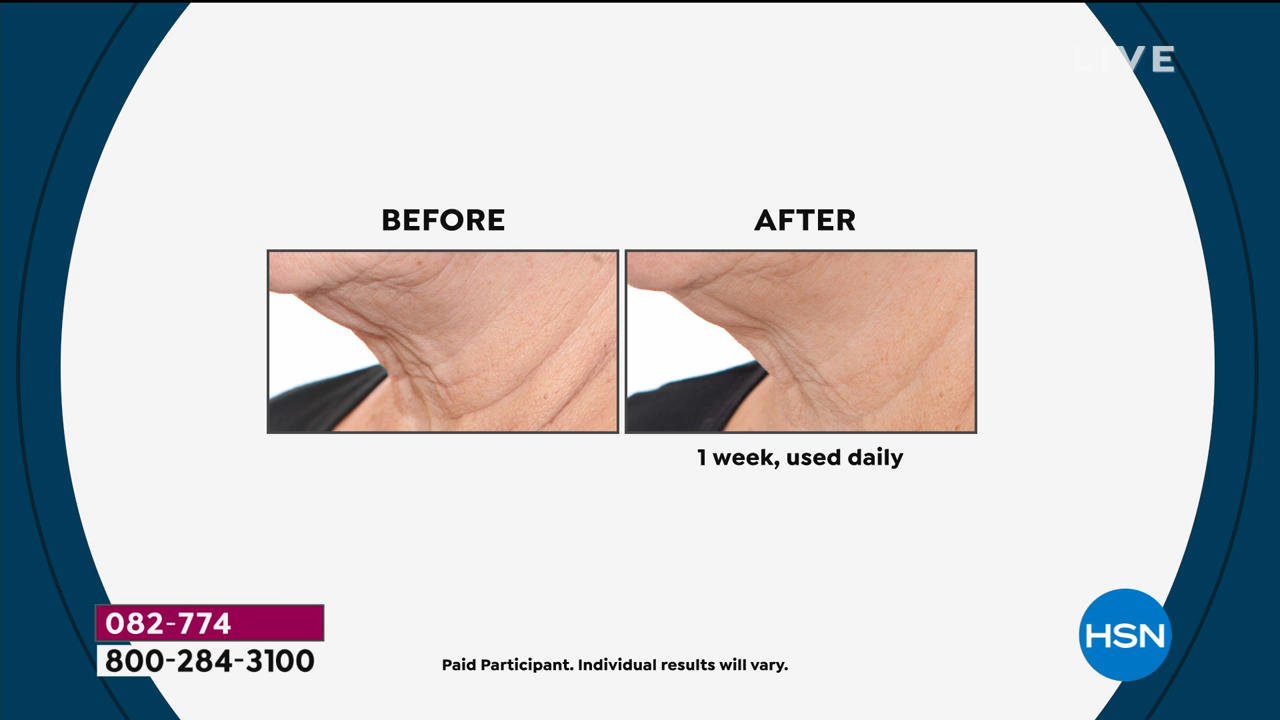 LIVE
BEFORE
AFTER
1 week, used daily
082-774
800-284-3100
Paid Participant. Individual results will vary.
HSN